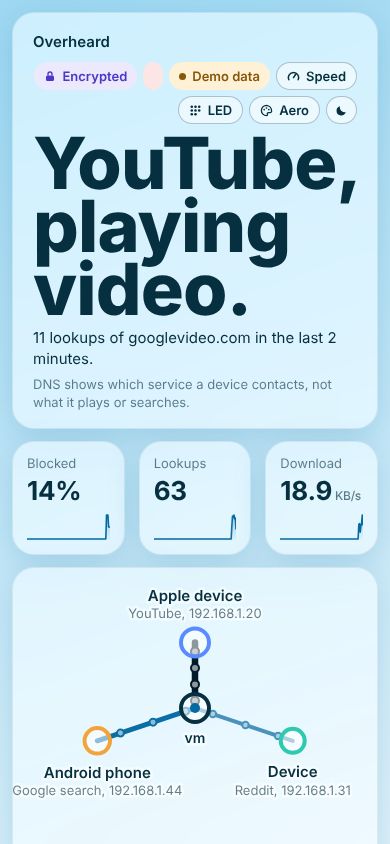 Overheard
Encrypted
Demo data
Speed
LED
Aero
YouTube,
playing
video.
11 lookups of googlevideo.com in the last 2
minutes.
DNS shows which service a device contacts, not
what it plays or searches.
Blocked
14%
Lookups
63
Download
18.9 KB/s
Apple device
YouTube, 192.168.1.20
vm
Android phone
Google search, 192.168.1.44
Device
Reddit, 192.168.1.31